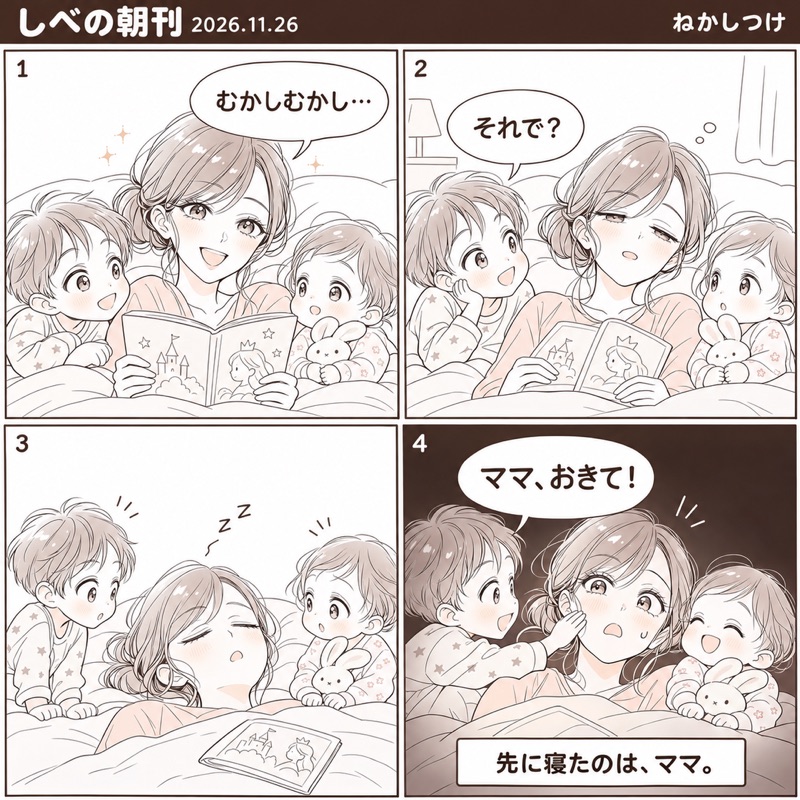 しべの朝刊 2026.11.26
ねかしつけ
1
むかしむかし…
2
それで?
3
zzz
4
ママ、おきて!
先に寝たのは、ママ。